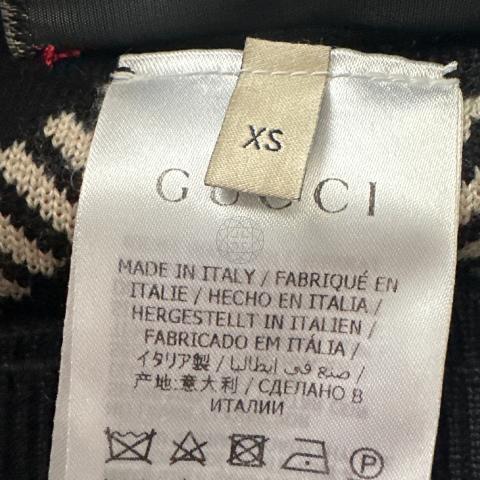 XS
GUCCI
MADE IN ITALY / FABRIQUÉ EN
ITALIE / HECHO EN ITALIA /
HERGESTELLT IN ITALIEN /
FABRICADO EM ITÁLIA /
イタリア製 / صنع في ايطاليا /
产地:意大利 / СДЕЛАНО В
ИТАЛИИ
P